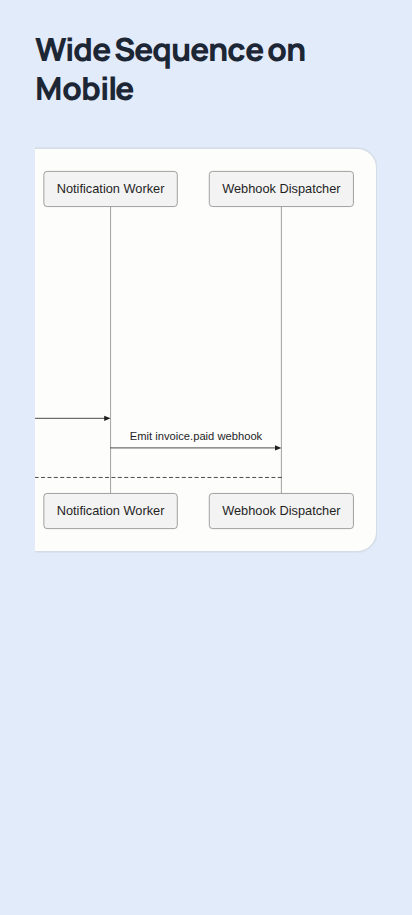 Wide Sequence on
Mobile
Notification Worker
Webhook Dispatcher
Emit invoice.paid webhook
Notification Worker
Webhook Dispatcher